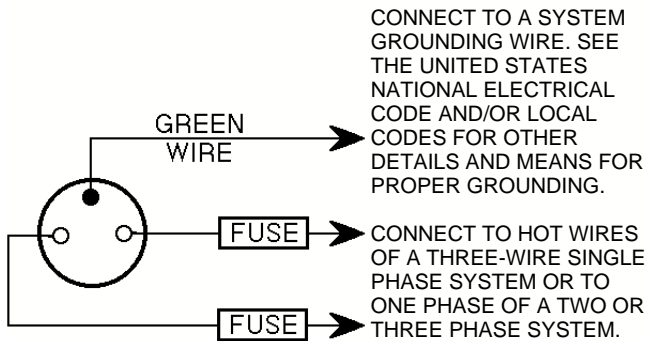 CONNECT TO A SYSTEM
GROUNDING WIRE. SEE
THE UNITED STATES
NATIONAL ELECTRICAL
CODE AND/OR LOCAL
CODES FOR OTHER
DETAILS AND MEANS FOR
PROPER GROUNDING.
GREEN
WIRE
FUSE
CONNECT TO HOT WIRES
OF A THREE-WIRE SINGLE
PHASE SYSTEM OR TO
ONE PHASE OF A TWO OR
THREE PHASE SYSTEM.
FUSE